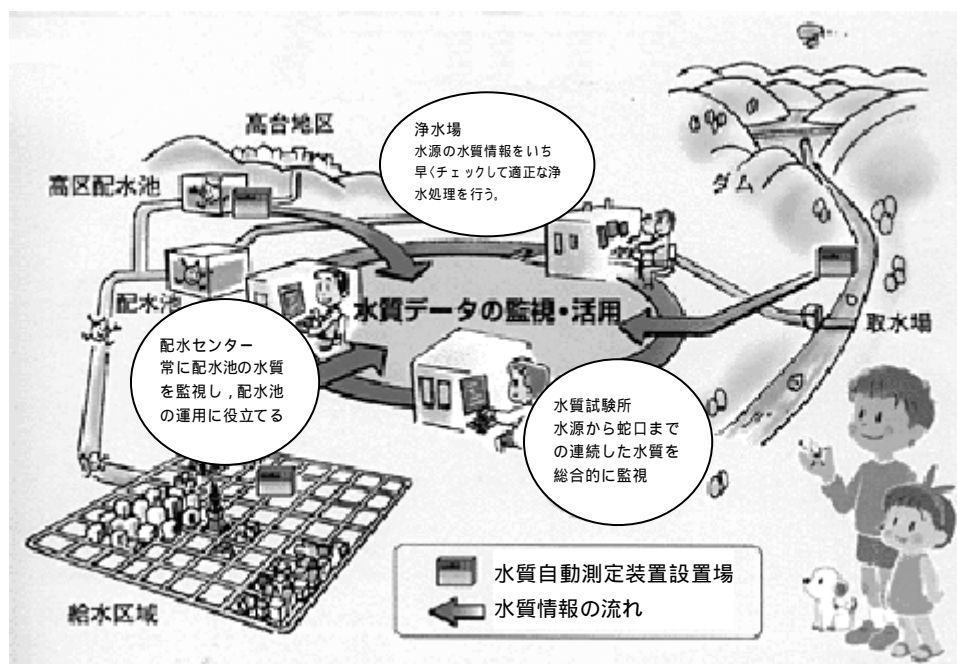 高台地区
高区配水池
浄水場
水源の水質情報をいち
早くチェックして適正な浄
水処理を行う。
ダム
配水池
水質データの監視・活用
取水場
配水センター
常に配水池の水質
を監視し，配水池
の運用に役立てる
水質試験所
水源から蛇口まで
の連続した水質を
総合的に監視
給水区域
水質自動測定装置設置場
水質情報の流れ